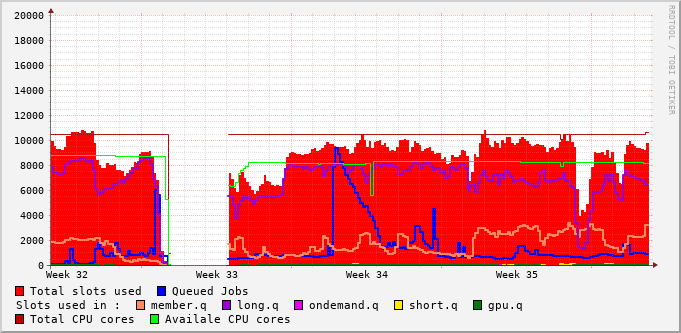 20000
18000
16000
14000
12000
10000
8000
6000
4000
2000
0
Week 32 Week 33 Week 34 Week 35
RRDTOOL / TOBI OETIKER
Total slots used Queued Jobs
Slots used in : member.q long.q ondemand.q short.q gpu.q
Total CPU cores Availale CPU cores